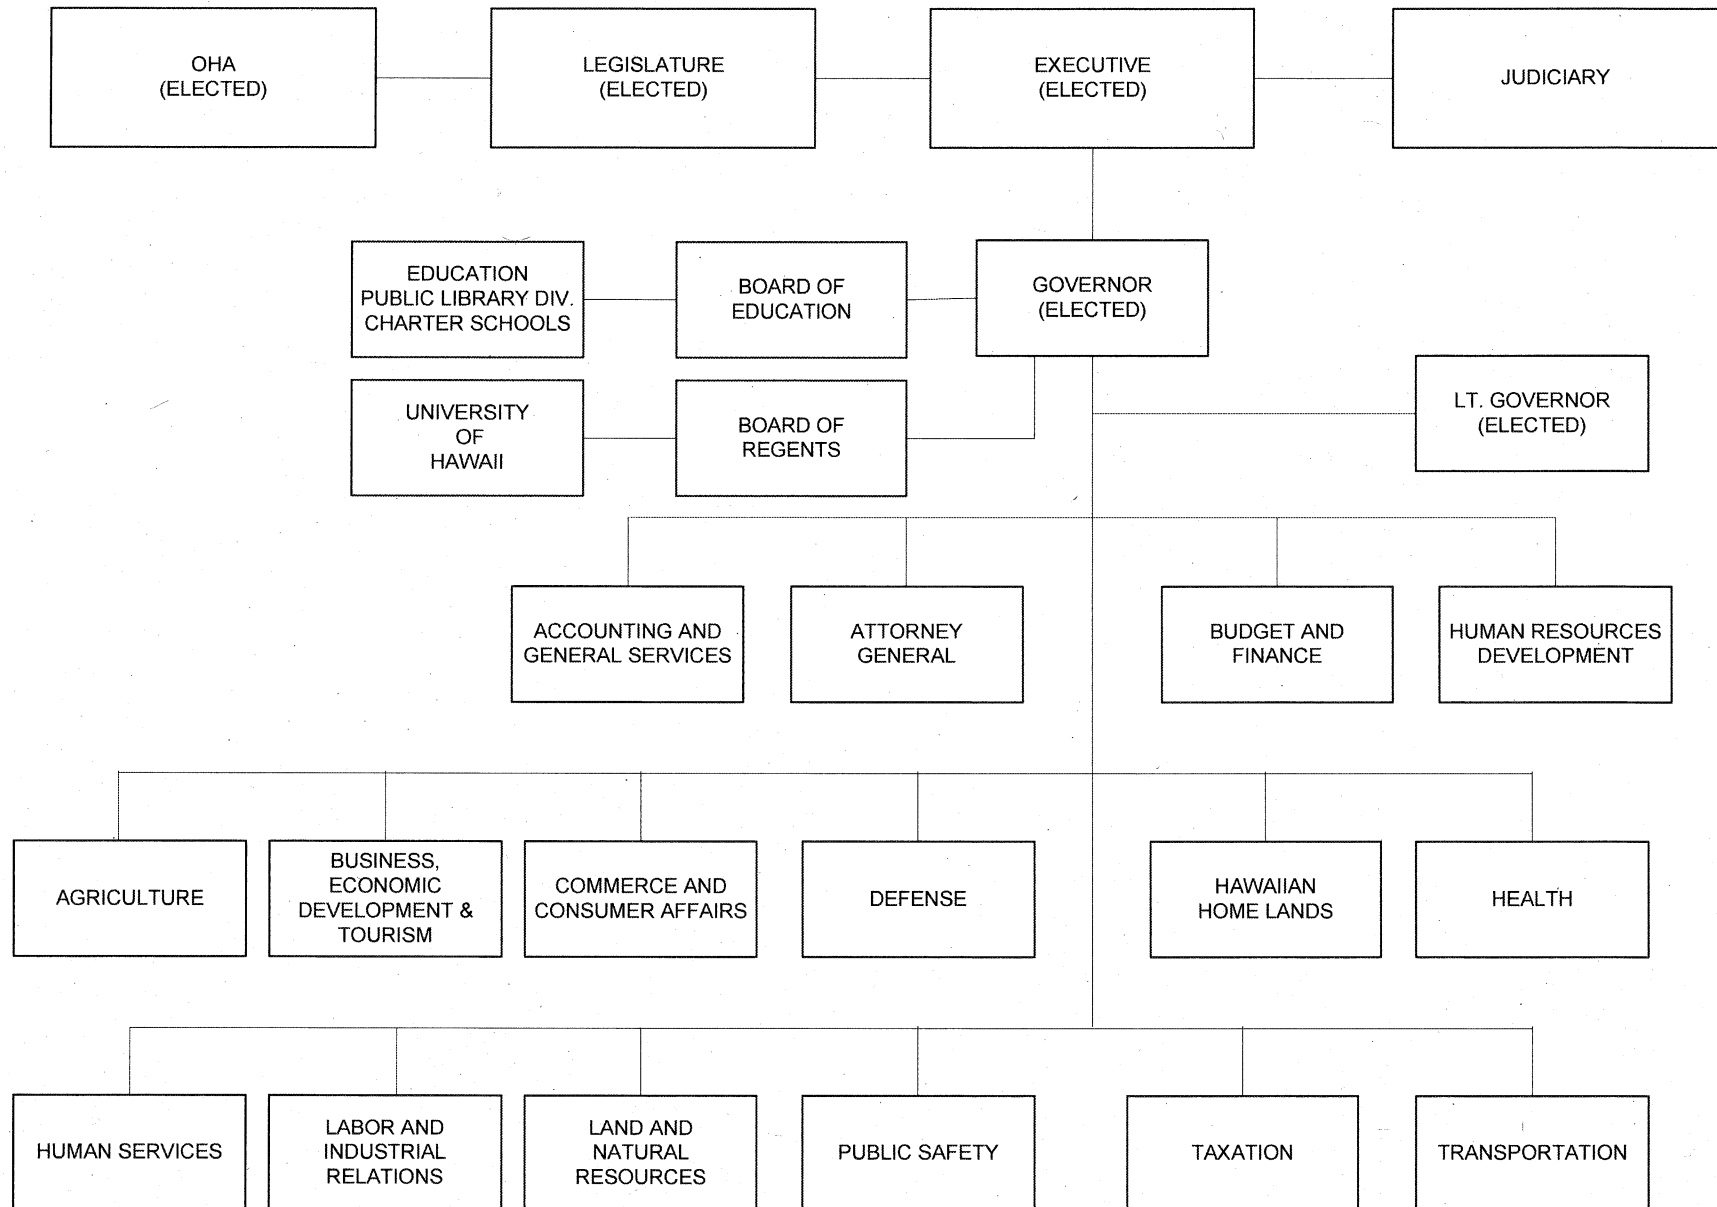 OHA
(ELECTED)
LEGISLATURE
(ELECTED)
EXECUTIVE
(ELECTED)
JUDICIARY
EDUCATION
PUBLIC LIBRARY DIV.
CHARTER SCHOOLS
BOARD OF
EDUCATION
GOVERNOR
(ELECTED)
UNIVERSITY
OF
HAWAII
BOARD OF
REGENTS
LT. GOVERNOR
(ELECTED)
ACCOUNTING AND
GENERAL SERVICES
ATTORNEY
GENERAL
BUDGET AND
FINANCE
HUMAN RESOURCES
DEVELOPMENT
AGRICULTURE
BUSINESS,
ECONOMIC
DEVELOPMENT &
TOURISM
COMMERCE AND
CONSUMER AFFAIRS
DEFENSE
HAWAIIAN
HOME LANDS
HEALTH
HUMAN SERVICES
LABOR AND
INDUSTRIAL
RELATIONS
LAND AND
NATURAL
RESOURCES
PUBLIC SAFETY
TAXATION
TRANSPORTATION